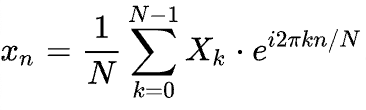 x_n = \frac{1}{N} \sum_{k=0}^{N-1} X_k \cdot e^{i2\pi kn/N}